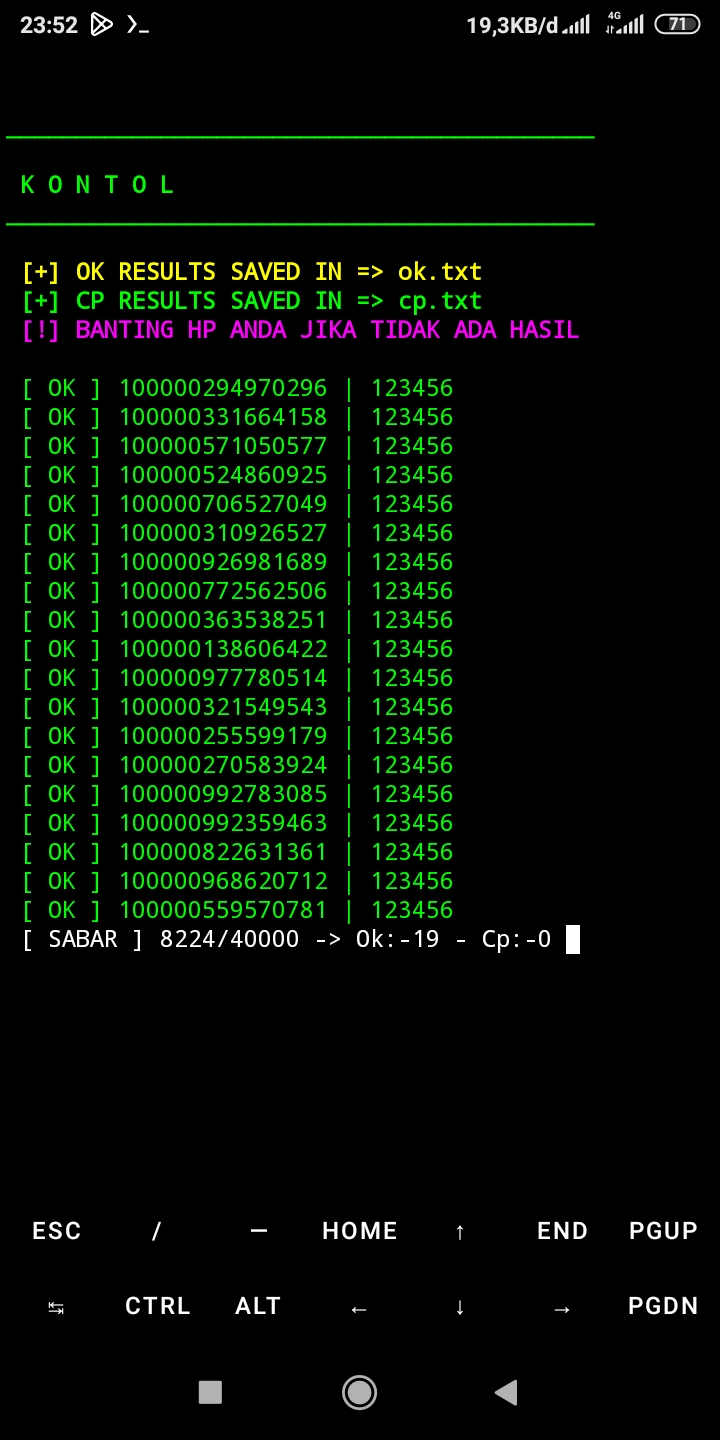 23:52 19,3KB/d 4G 71
K O N T O L
[+] OK RESULTS SAVED IN => ok.txt
[+] CP RESULTS SAVED IN => cp.txt
[!] BANTING HP ANDA JIKA TIDAK ADA HASIL
[ OK ] 100000294970296 | 123456
[ OK ] 100000331664158 | 123456
[ OK ] 100000571050577 | 123456
[ OK ] 100000524860925 | 123456
[ OK ] 100000706527049 | 123456
[ OK ] 100000310926527 | 123456
[ OK ] 100000926981689 | 123456
[ OK ] 100000772562506 | 123456
[ OK ] 100000363538251 | 123456
[ OK ] 100000138606422 | 123456
[ OK ] 100000977780514 | 123456
[ OK ] 100000321549543 | 123456
[ OK ] 100000255599179 | 123456
[ OK ] 100000270583924 | 123456
[ OK ] 100000992783085 | 123456
[ OK ] 100000992359463 | 123456
[ OK ] 100000822631361 | 123456
[ OK ] 100000968620712 | 123456
[ OK ] 100000559570781 | 123456
[ SABAR ] 8224/40000 -> Ok:-19 - Cp:-0
ESC / — HOME ↑ END PGUP
↹ CTRL ALT ← ↓ → PGDN